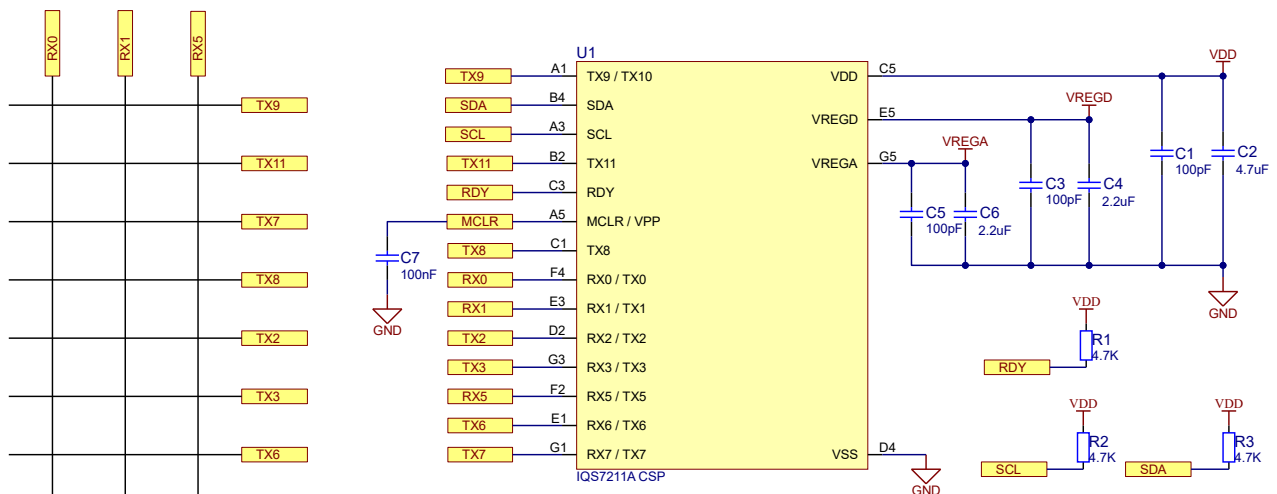 RX0
RX1
RX5
TX9
TX11
TX7
TX8
TX2
TX3
TX6
U1
TX9 A1 TX9 / TX10
SDA B4 SDA
SCL A3 SCL
TX11 B2 TX11
RDY C3 RDY
MCLR A5 MCLR / VPP
TX8 C1 TX8
RX0 F4 RX0 / TX0
RX1 E3 RX1 / TX1
TX2 D2 RX2 / TX2
TX3 G3 RX3 / TX3
RX5 F2 RX5 / TX5
TX6 E1 RX6 / TX6
TX7 G1 RX7 / TX7
IQS7211A CSP
C7
100nF
GND
VDD C5
VREGD E5
VREGA G5
VSS D4
GND
VDD
VREGD
VREGA
C1
100pF
C2
4.7uF
C3
100pF
C4
2.2uF
C5
100pF
C6
2.2uF
GND
VDD
R1
4.7K
RDY
VDD
R2
4.7K
SCL
VDD
R3
4.7K
SDA